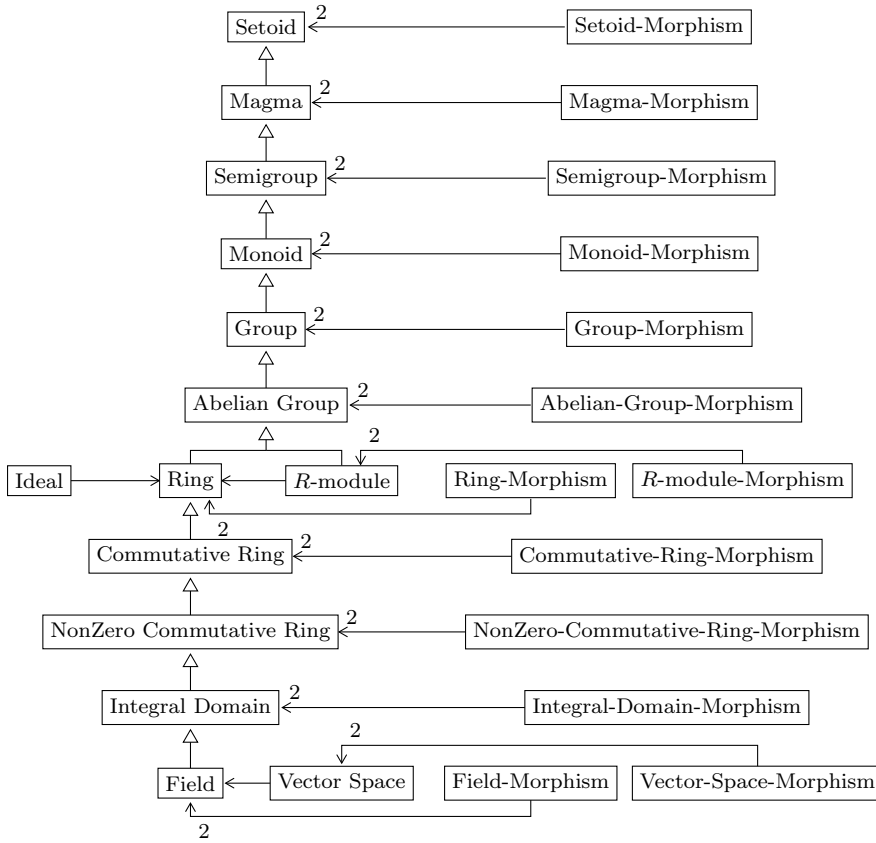 Setoid 2 Setoid-Morphism
Magma 2 Magma-Morphism
Semigroup 2 Semigroup-Morphism
Monoid 2 Monoid-Morphism
Group 2 Group-Morphism
Abelian Group 2 Abelian-Group-Morphism
2
Ideal Ring R-module Ring-Morphism R-module-Morphism
2
Commutative Ring 2 Commutative-Ring-Morphism
NonZero Commutative Ring 2 NonZero-Commutative-Ring-Morphism
Integral Domain 2 Integral-Domain-Morphism
2
Field Vector Space Field-Morphism Vector-Space-Morphism
2